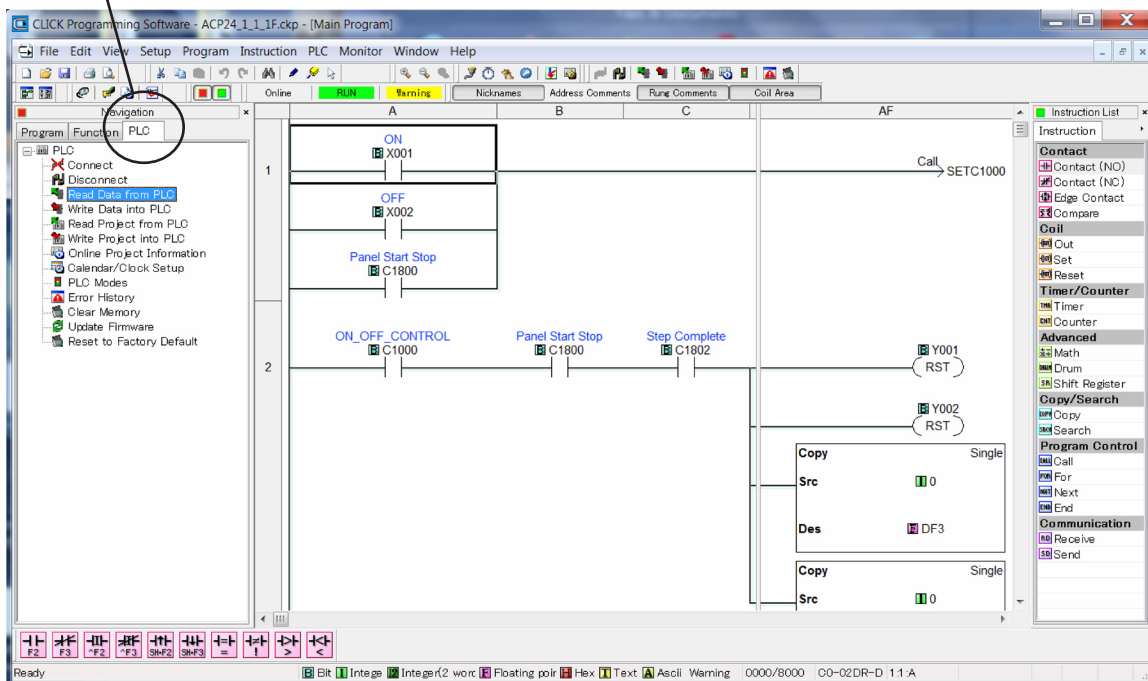 CLICK Programming Software - ACP24_1_1_1F.ckp - [Main Program]
File Edit View Setup Program Instruction PLC Monitor Window Help
Online RUN Warning Nicknames Address Comments Rung Comments Coil Area
Navigation
Program Function PLC
PLC
Connect
Disconnect
Read Data from PLC
Write Data into PLC
Read Project from PLC
Write Project into PLC
Online Project Information
Calendar/Clock Setup
PLC Modes
Error History
Clear Memory
Update Firmware
Reset to Factory Default
A B C AF
1
ON
X001
Call
SETC1000
OFF
X002
Panel Start Stop
C1800
2
ON_OFF_CONTROL Panel Start Stop Step Complete
C1000 C1800 C1802 Y001
RST
Y002
RST
Copy Single
Src 0
Des DF3
Copy Single
Src 0
Instruction List
Instruction
Contact
Contact (NO)
Contact (NC)
Edge Contact
Compare
Coil
Out
Set
Reset
Timer/Counter
Timer
Counter
Advanced
Math
Drum
Shift Register
Copy/Search
Copy
Search
Program Control
Call
For
Next
End
Communication
Receive
Send
F2 F3 ^F2 ^F3 SH+F2 SH+F3 = ! > <
Ready B Bit I Intege Integer(2 worc F Floating poir H Hex T Text A Ascii Warning 0000/8000 C0-02DR-D 1:1:A